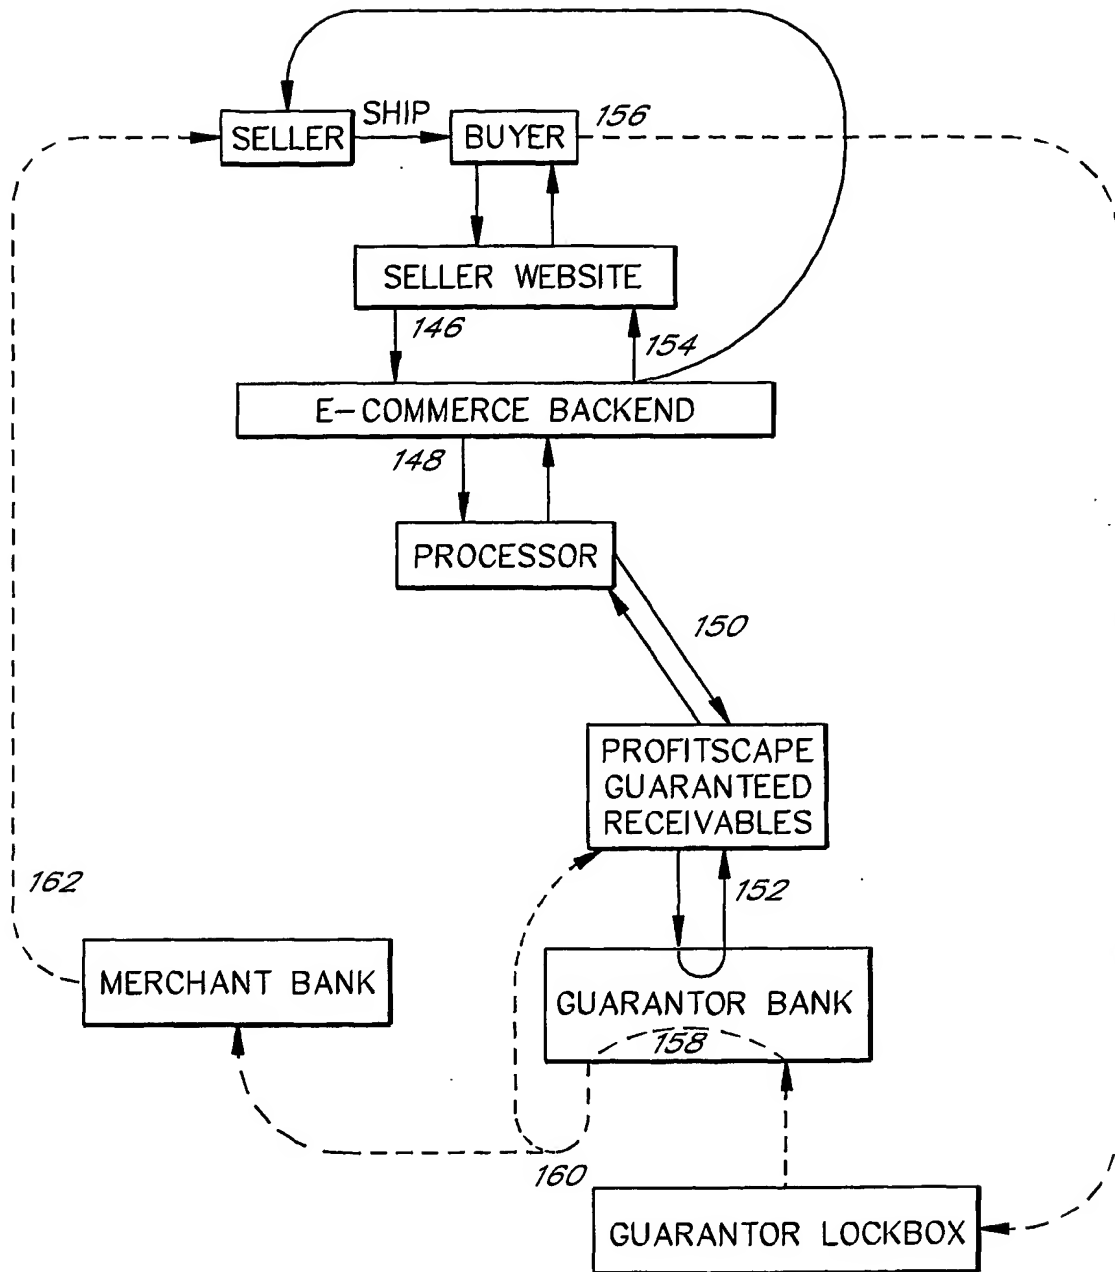 SHIP
156
SELLER
BUYER
SELLER WEBSITE
146
154
E-COMMERCE BACKEND
148
PROCESSOR
150
PROFITSCAPE
GUARANTEED
RECEIVABLES
162
152
MERCHANT BANK
GUARANTOR BANK
158
160
GUARANTOR LOCKBOX